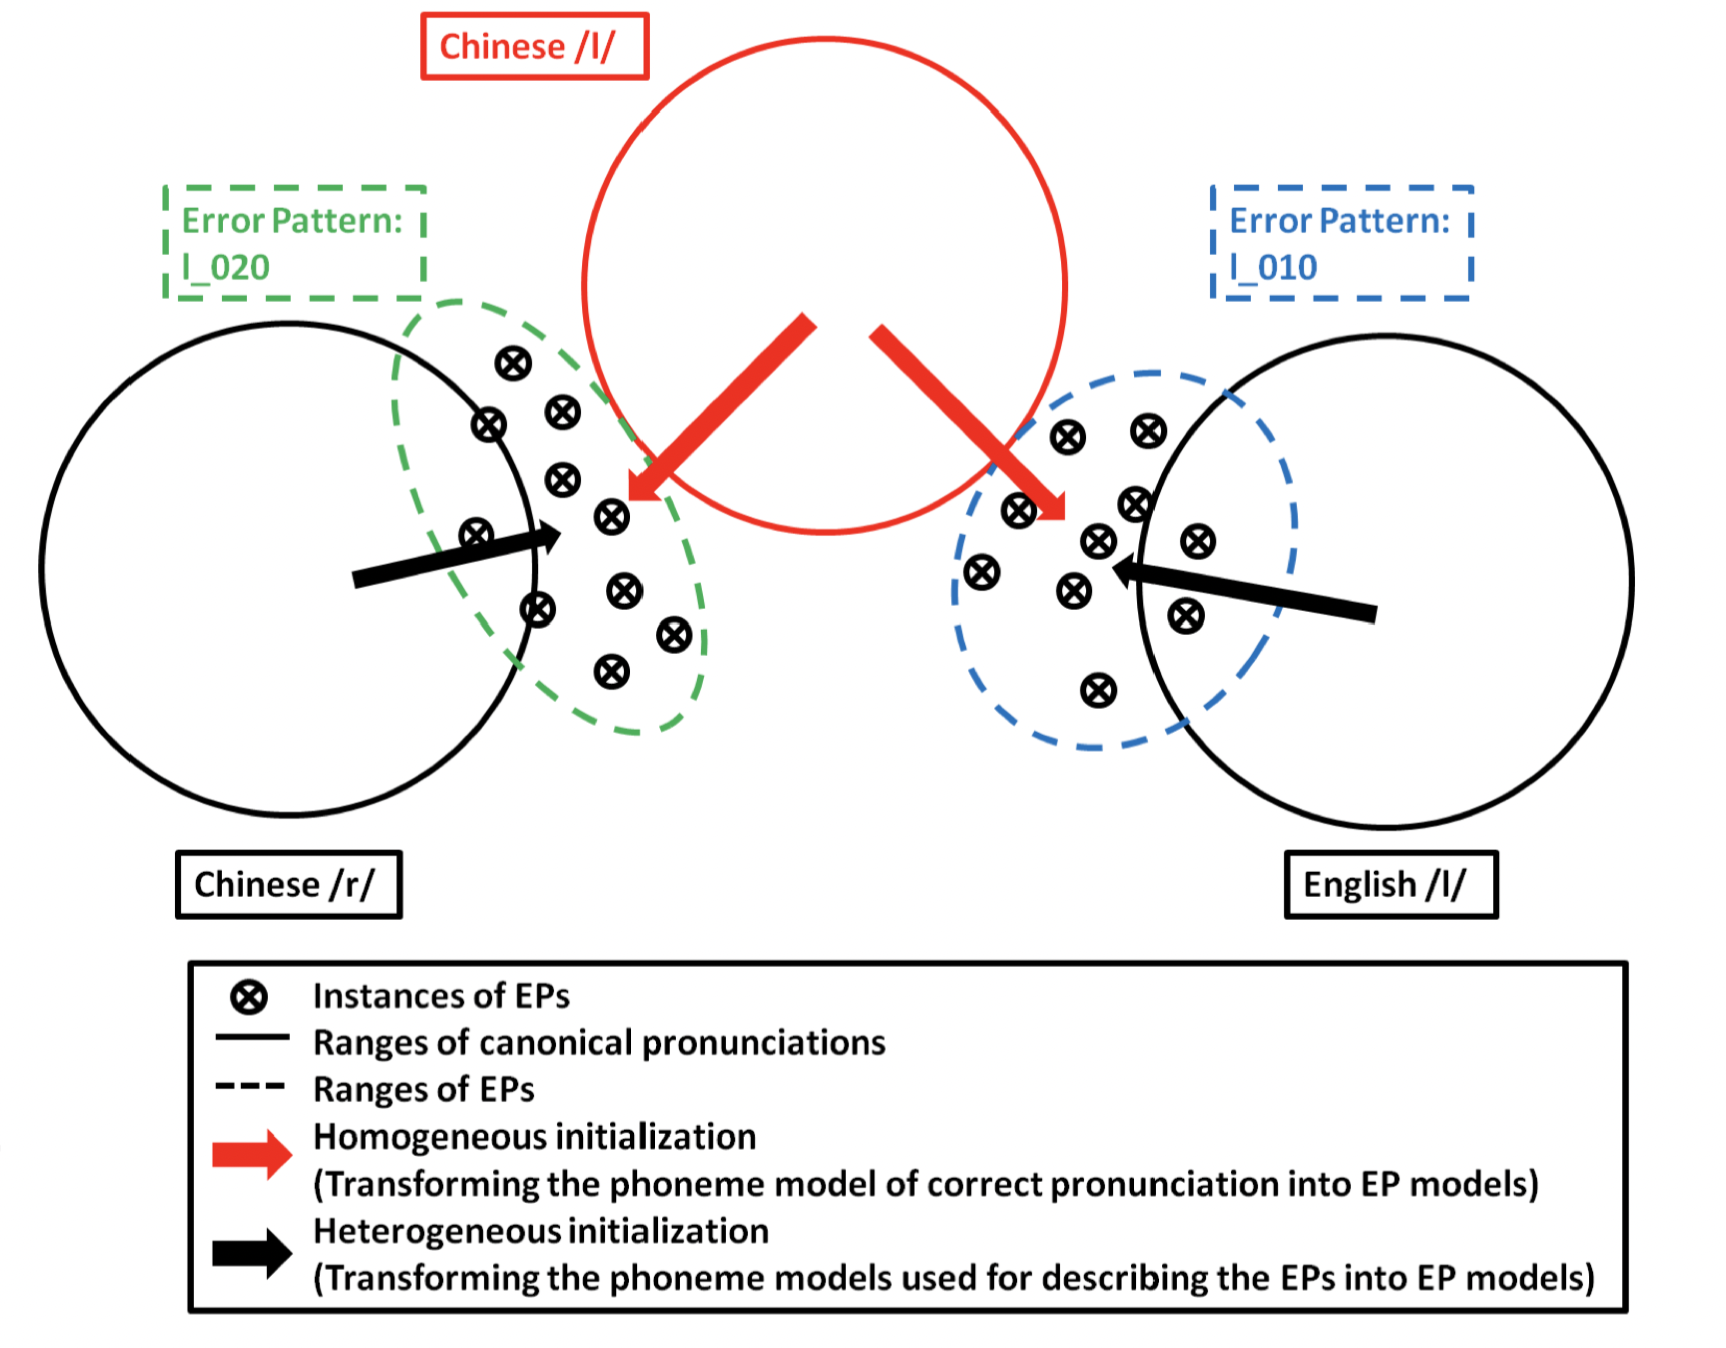 Chinese /l/
Error Pattern:
l_020
Error Pattern:
l_010
Chinese /r/
English /l/
Instances of EPs
Ranges of canonical pronunciations
Ranges of EPs
Homogeneous initialization
(Transforming the phoneme model of correct pronunciation into EP models)
Heterogeneous initialization
(Transforming the phoneme models used for describing the EPs into EP models)